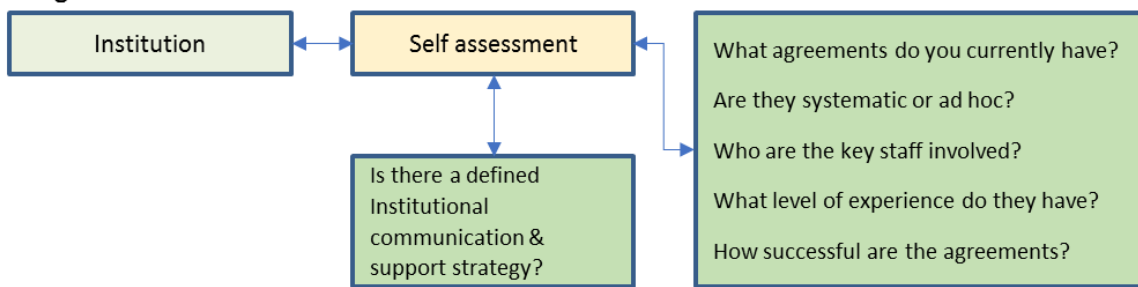 Institution
Self assessment
Is there a defined
Institutional
communication &
support strategy?
What agreements do you currently have?
Are they systematic or ad hoc?
Who are the key staff involved?
What level of experience do they have?
How successful are the agreements?